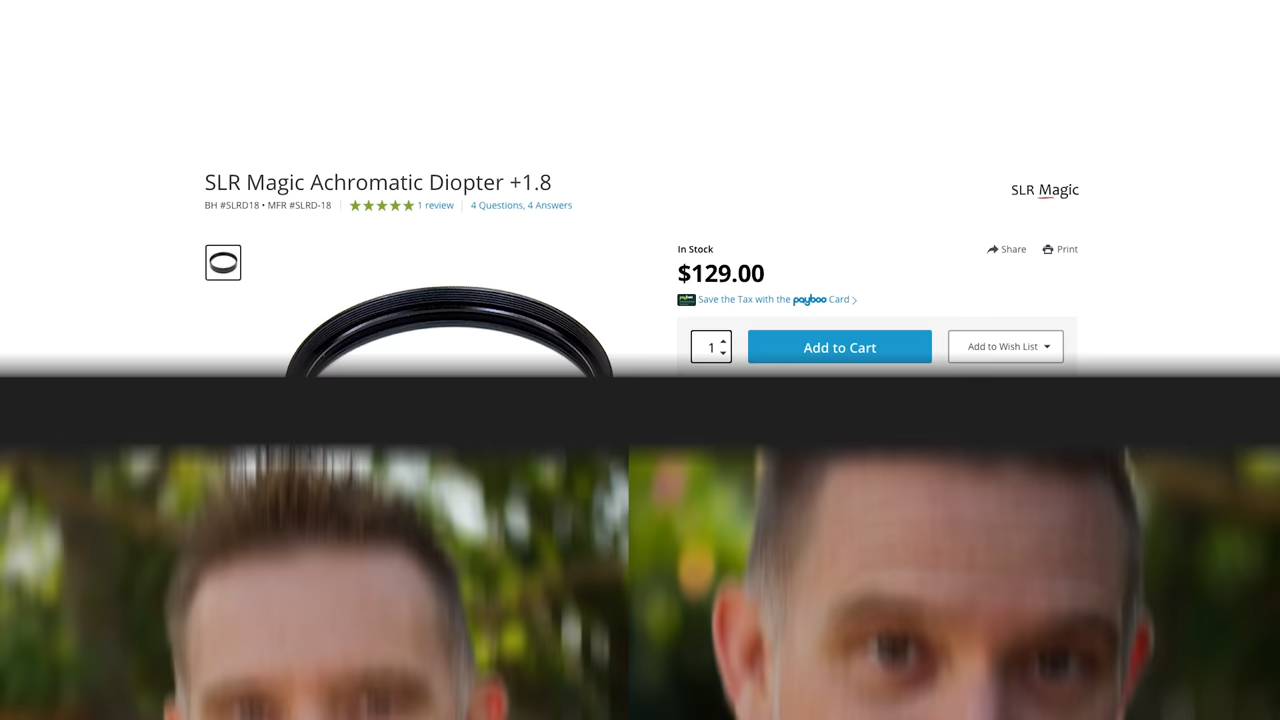 SLR Magic Achromatic Diopter +1.8
SLR Magic
BH #SLRD18 • MFR #SLRD-18 1 review 4 Questions, 4 Answers
In Stock Share Print
$129.00
Save the Tax with the payboo Card
1 Add to Cart Add to Wish List